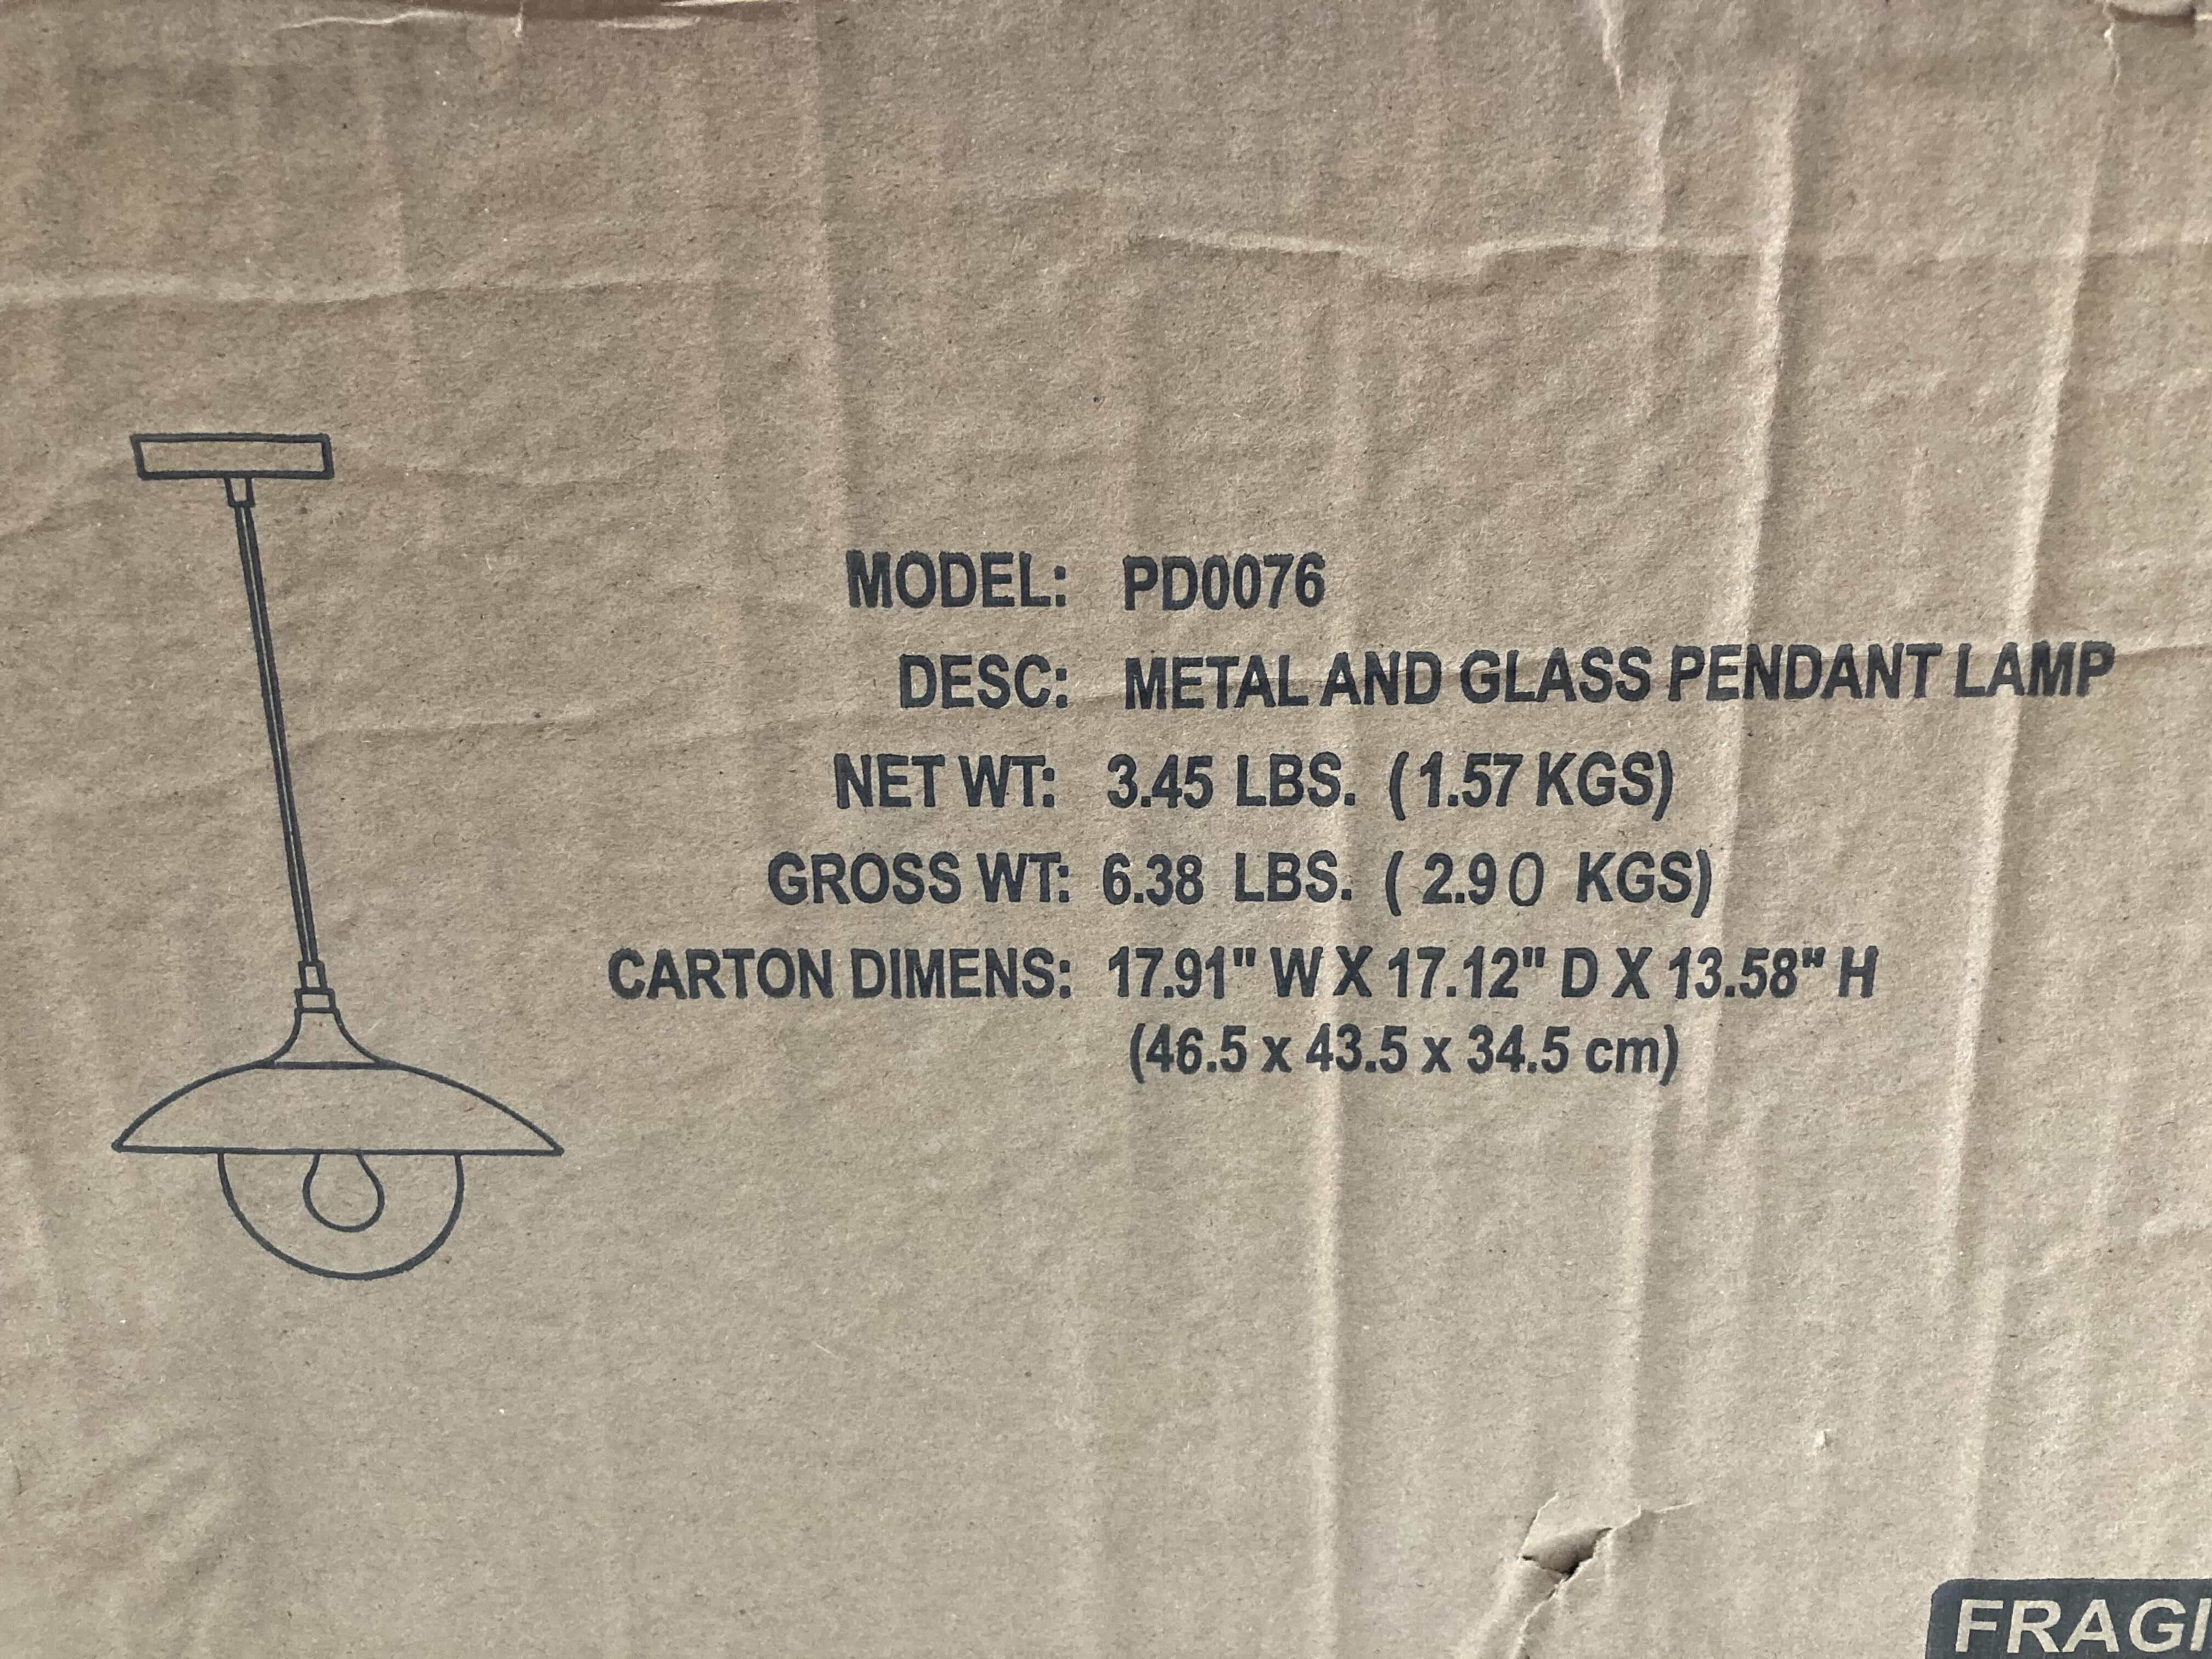 MODEL: PD0076
DESC: METAL AND GLASS PENDANT LAMP
NET WT: 3.45 LBS. (1.57 KGS)
GROSS WT: 6.38 LBS. ( 2.90 KGS)
CARTON DIMENS: 17.91" W X 17.12" D X 13.58" H
(46.5 x 43.5 x 34.5 cm)
FRAGI